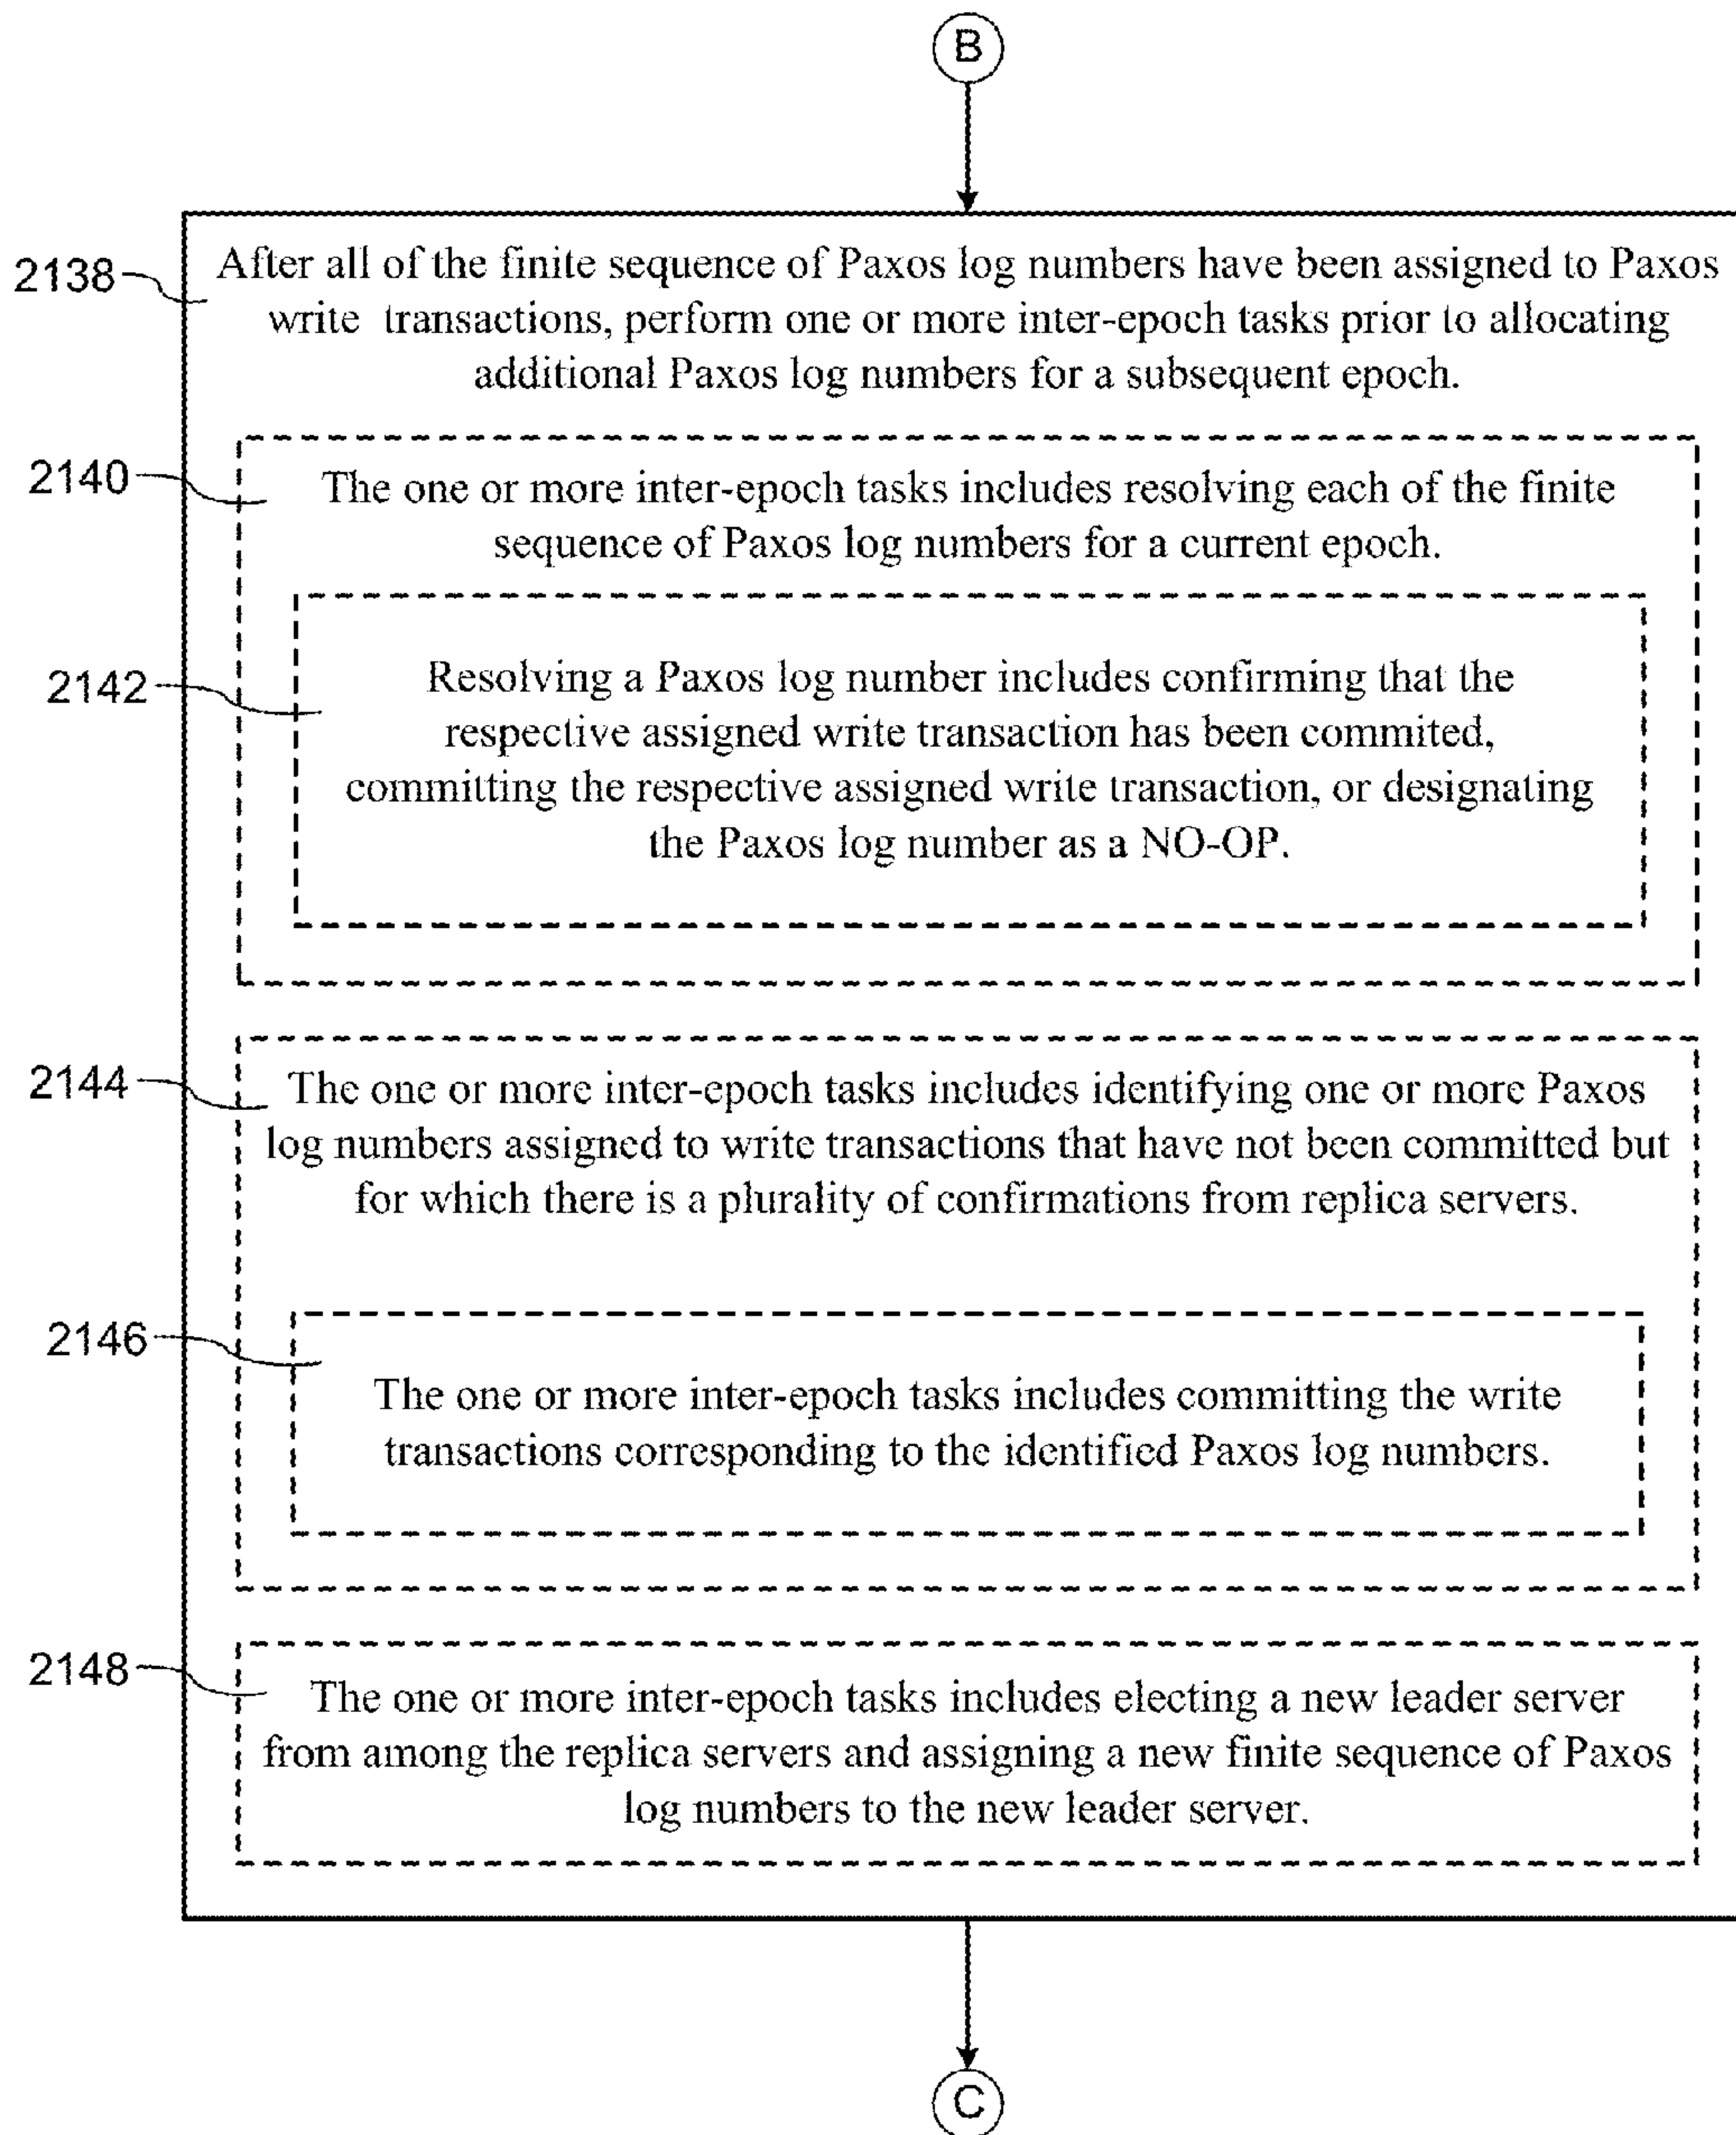 B
2138
After all of the finite sequence of Paxos log numbers have been assigned to Paxos
write transactions, perform one or more inter-epoch tasks prior to allocating
additional Paxos log numbers for a subsequent epoch.
2140
The one or more inter-epoch tasks includes resolving each of the finite
sequence of Paxos log numbers for a current epoch.
2142
Resolving a Paxos log number includes confirming that the
respective assigned write transaction has been commited,
committing the respective assigned write transaction, or designating
the Paxos log number as a NO-OP.
2144
The one or more inter-epoch tasks includes identifying one or more Paxos
log numbers assigned to write transactions that have not been committed but
for which there is a plurality of confirmations from replica servers.
2146
The one or more inter-epoch tasks includes committing the write
transactions corresponding to the identified Paxos log numbers.
2148
The one or more inter-epoch tasks includes electing a new leader server
from among the replica servers and assigning a new finite sequence of Paxos
log numbers to the new leader server.
C